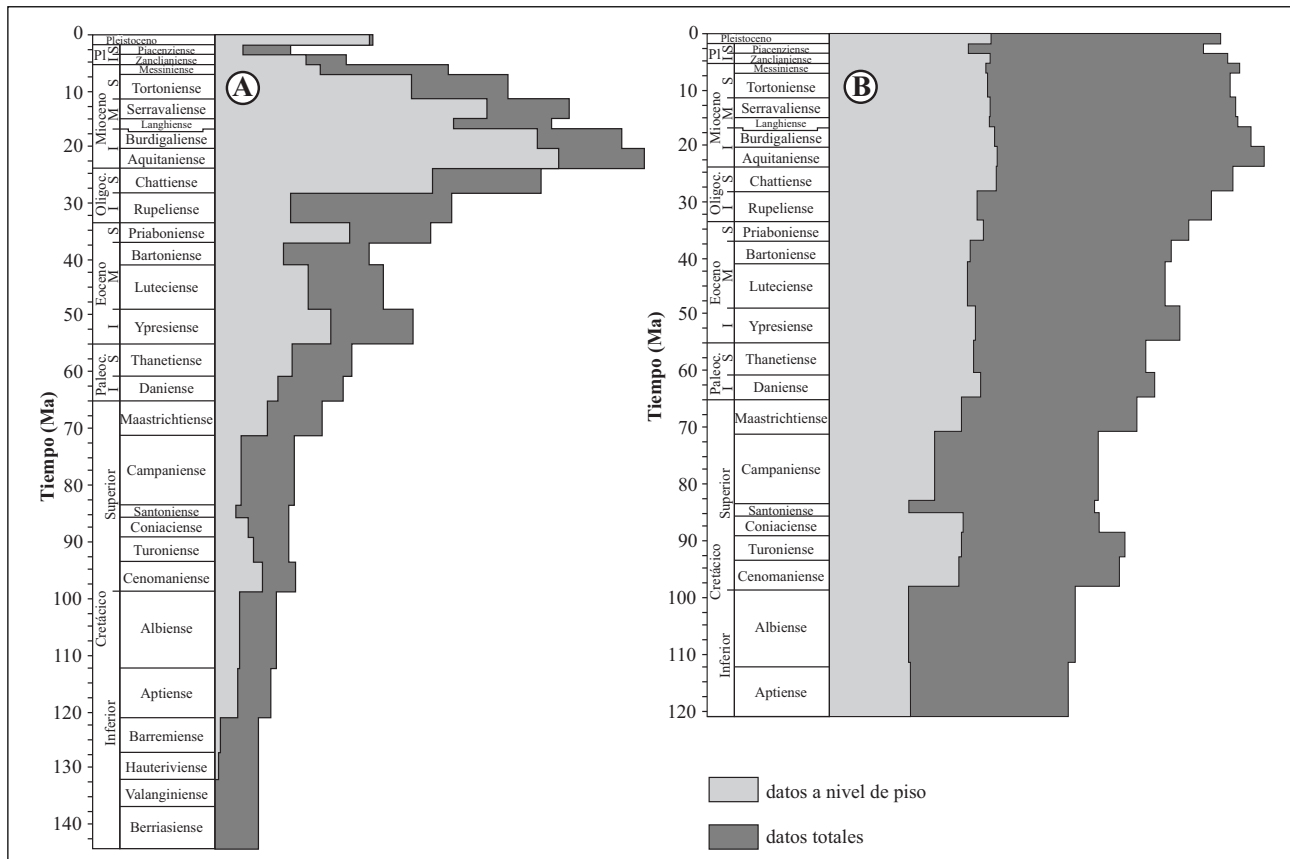 A
Tiempo (Ma)
0
10
20
30
40
50
60
70
80
90
100
110
120
130
140
Pl
I S
Mioceno
I M S
Oligoc.
I S
Eoceno
I M S
Paleoc.
I S
Cretácico
Superior
Inferior
Pleistoceno
Piacenziense
Zanclianiense
Messiniense
Tortoniense
Serravaliense
Langhiense
Burdigaliense
Aquitaniense
Chattiense
Rupeliense
Priaboniense
Bartoniense
Luteciense
Ypresiense
Thanetiense
Daniense
Maastrichtiense
Campaniense
Santoniense
Coniaciense
Turoniense
Cenomaniense
Albiense
Aptiense
Barremiense
Hauteriviense
Valanginiense
Berriasiense
B
Tiempo (Ma)
0
10
20
30
40
50
60
70
80
90
100
110
120
Pl
I S
Mioceno
I M S
Oligoc.
I S
Eoceno
I M S
Paleoc.
I S
Cretácico
Superior
Inferior
Pleistoceno
Piacenziense
Zanclianiense
Messiniense
Tortoniense
Serravaliense
Langhiense
Burdigaliense
Aquitaniense
Chattiense
Rupeliense
Priaboniense
Bartoniense
Luteciense
Ypresiense
Thanetiense
Daniense
Maastrichtiense
Campaniense
Santoniense
Coniaciense
Turoniense
Cenomaniense
Albiense
Aptiense
datos a nivel de piso
datos totales